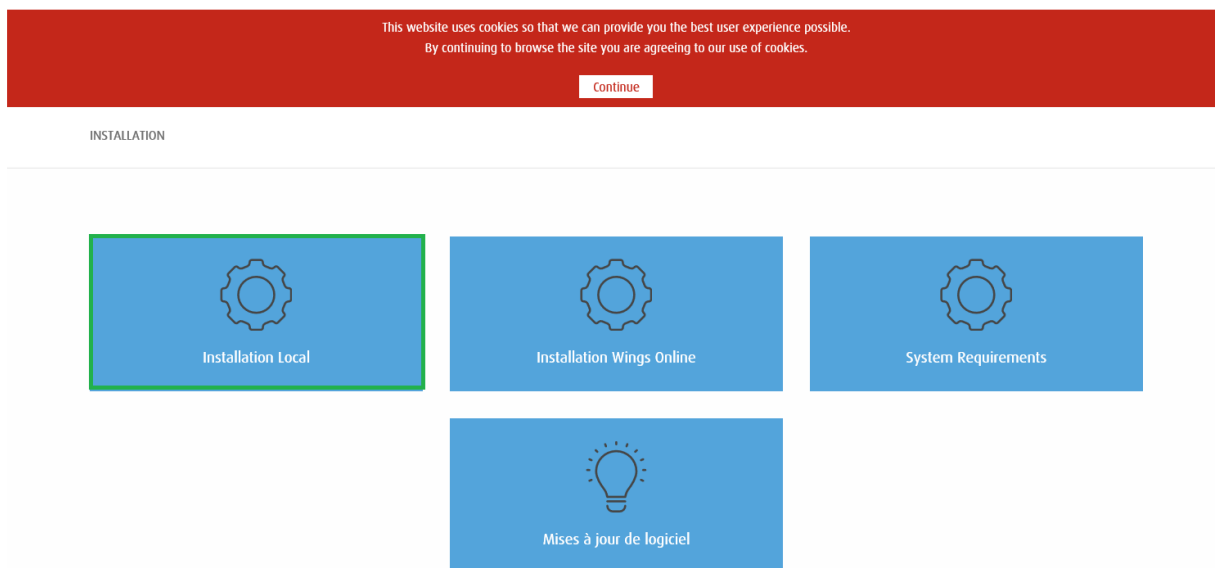 This website uses cookies so that we can provide you the best user experience possible.
By continuing to browse the site you are agreeing to our use of cookies.
Continue
INSTALLATION
Installation Local
Installation Wings Online
System Requirements
Mises à jour de logiciel